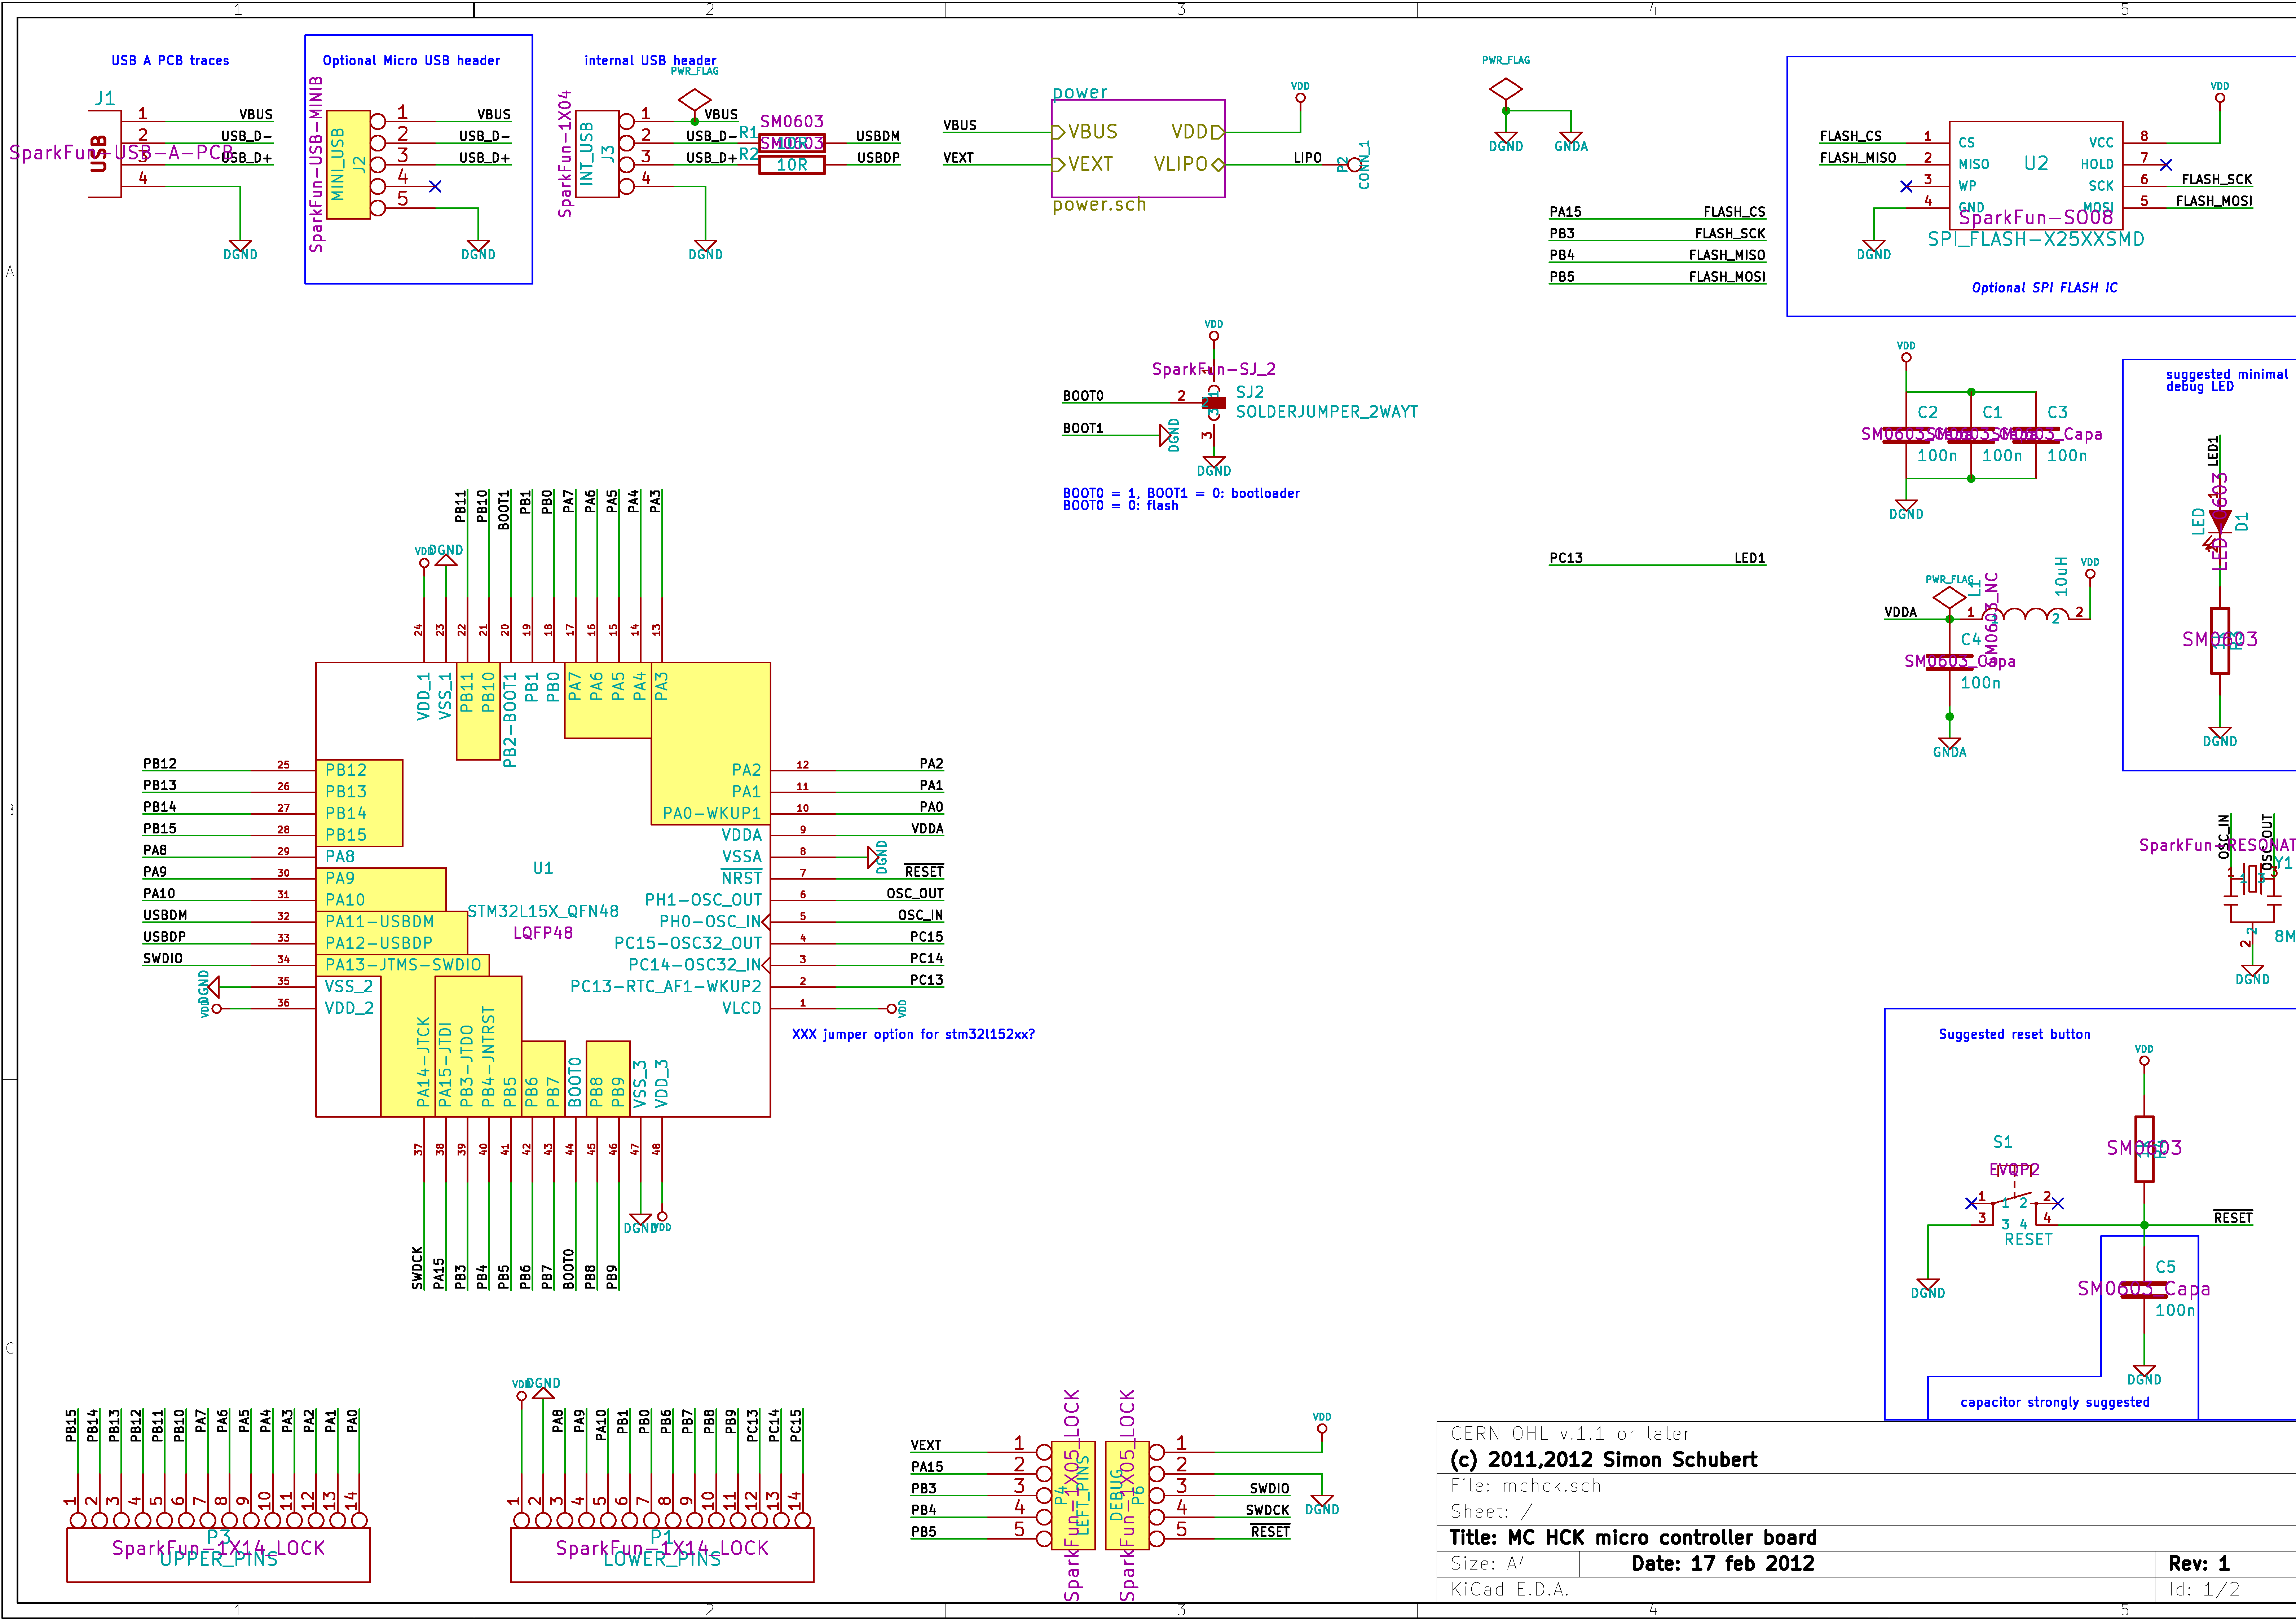 1 2 3 4 5
USB A PCB traces
J1
SparkFun-USB-A-PCB
USB
1 VBUS
2 USB_D-
3 USB_D+
4
DGND
Optional Micro USB header
SparkFun-USB-MINIB
MINI_USB
J2
1 VBUS
2 USB_D-
3 USB_D+
4
5
DGND
internal USB header
PWR_FLAG
SparkFun-1X04
INT_USB
J3
1 VBUS
2 USB_D-
3 USB_D+
4
DGND
SM0603
R1 10R USBDM
SM0603
R2 10R USBDP
power
VBUS VBUS VDD VDD
VEXT VEXT VLIPO LIPO
power.sch
P2
CONN_1
PWR_FLAG
DGND GNDA
PA15 FLASH_CS
PB3 FLASH_SCK
PB4 FLASH_MISO
PB5 FLASH_MOSI
VDD
FLASH_CS 1 CS VCC 8
FLASH_MISO 2 MISO U2 HOLD 7
3 WP SCK 6 FLASH_SCK
4 GND MOSI 5 FLASH_MOSI
SparkFun-SO08
SPI_FLASH-X25XXSMD
DGND
Optional SPI FLASH IC
A
VDD
SparkFun-SJ_2
1
BOOT0 2 SJ2
SOLDERJUMPER_2WAYT
BOOT1 DGND
3
DGND
BOOT0 = 1, BOOT1 = 0: bootloader
BOOT0 = 0: flash
VDD
C2 C1 C3
SM0603_Capa SM0603_Capa SM0603_Capa
100n 100n 100n
DGND
suggested minimal
debug LED
LED1
LED-0603
LED
D1
SM0603
DGND
PC13 LED1
PWR_FLAG
L1
SM0603_NC
10uH
VDD
VDDA 1 2
C4
SM0603_Capa
100n
GNDA
PB11 PB10 BOOT1 PB1 PB0 PA7 PA6 PA5 PA4 PA3
VDD DGND
24 23 22 21 20 19 18 17 16 15 14 13
VDD_1 VSS_1 PB11 PB10 PB2-BOOT1 PB1 PB0 PA7 PA6 PA5 PA4 PA3
B
PB12 25 PB12 PA2 12 PA2
PB13 26 PB13 PA1 11 PA1
PB14 27 PB14 PA0-WKUP1 10 PA0
PB15 28 PB15 VDDA 9 VDDA
PA8 29 PA8 VSSA 8 DGND
PA9 30 PA9 U1 NRST 7 RESET
PA10 31 PA10 PH1-OSC_OUT 6 OSC_OUT
STM32L15X_QFN48
USBDM 32 PA11-USBDM PH0-OSC_IN 5 OSC_IN
LQFP48
USBDP 33 PA12-USBDP PC15-OSC32_OUT 4 PC15
SWDIO 34 PA13-JTMS-SWDIO PC14-OSC32_IN 3 PC14
DGND 35 VSS_2 PC13-RTC_AF1-WKUP2 2 PC13
VDD 36 VDD_2 VLCD 1 VDD
XXX jumper option for stm32l152xx?
PA14-JTCK PA15-JTDI PB3-JTDO PB4-JNTRST PB5 PB6 PB7 BOOT0 PB8 PB9 VSS_3 VDD_3
37 38 39 40 41 42 43 44 45 46 47 48
DGND VDD
SWDCK PA15 PB3 PB4 PB5 PB6 PB7 BOOT0 PB8 PB9
OSC_IN OSC_OUT
SparkFun-RESONAT
Y1
1 3
2
8M
DGND
Suggested reset button
VDD
SM0603
S1
EVQP2
1 1 2 2
3 3 4 4
RESET
RESET
C5
SM0603_Capa
100n
DGND
DGND
capacitor strongly suggested
C
PB15 PB14 PB13 PB12 PB11 PB10 PA7 PA6 PA5 PA4 PA3 PA2 PA1 PA0
1 2 3 4 5 6 7 8 9 10 11 12 13 14
P3
SparkFun-1X14_LOCK
UPPER_PINS
VDD DGND
PA8 PA9 PA10 PB1 PB0 PB6 PB7 PB8 PB9 PC13 PC14 PC15
1 2 3 4 5 6 7 8 9 10 11 12 13 14
P1
SparkFun-1X14_LOCK
LOWER_PINS
VEXT 1
PA15 2
PB3 3
PB4 4
PB5 5
P4
SparkFun-1X05_LOCK
LEFT_PINS
DEBUG
SparkFun-1X05_LOCK
P6
1 VDD
2 DGND
3 SWDIO
4 SWDCK
5 RESET
CERN OHL v.1.1 or later
(c) 2011,2012 Simon Schubert
File: mchck.sch
Sheet: /
Title: MC HCK micro controller board
Size: A4 Date: 17 feb 2012 Rev: 1
KiCad E.D.A. Id: 1/2
1 2 3 4 5